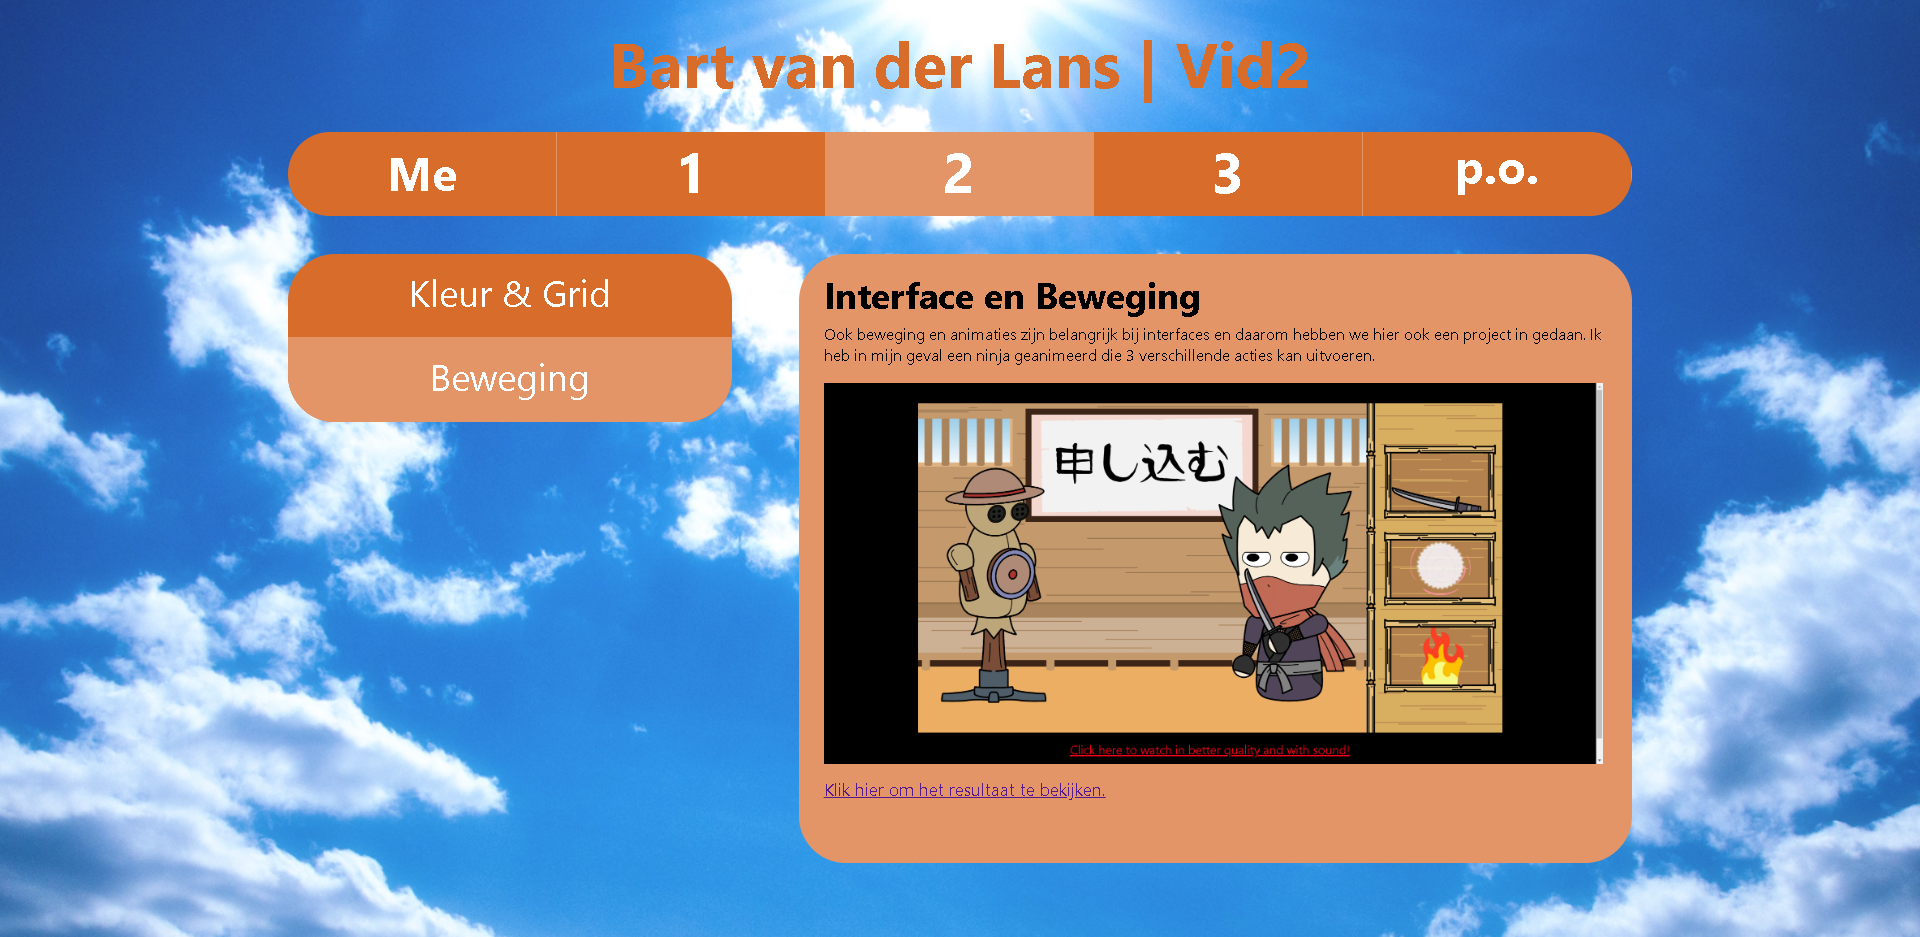 Bart van der Lans | Vid2
Me
1
2
3
p.o.
Kleur & Grid
Beweging
Interface en Beweging
Ook beweging en animaties zijn belangrijk bij interfaces en daarom hebben we hier ook een project in gedaan. Ik
heb in mijn geval een ninja geanimeerd die 3 verschillende acties kan uitvoeren.
申し込む
Click here to watch in better quality and with sound!
Klik hier om het resultaat te bekijken.